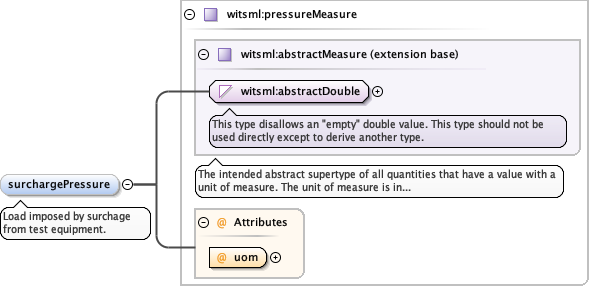 witsml:pressureMeasure
witsml:abstractMeasure (extension base)
witsml:abstractDouble
This type disallows an "empty" double value. This type should not be
used directly except to derive another type.
The intended abstract supertype of all quantities that have a value with a
unit of measure. The unit of measure is in...
surchargePressure
Load imposed by surchage
from test equipment.
@ Attributes
@ uom